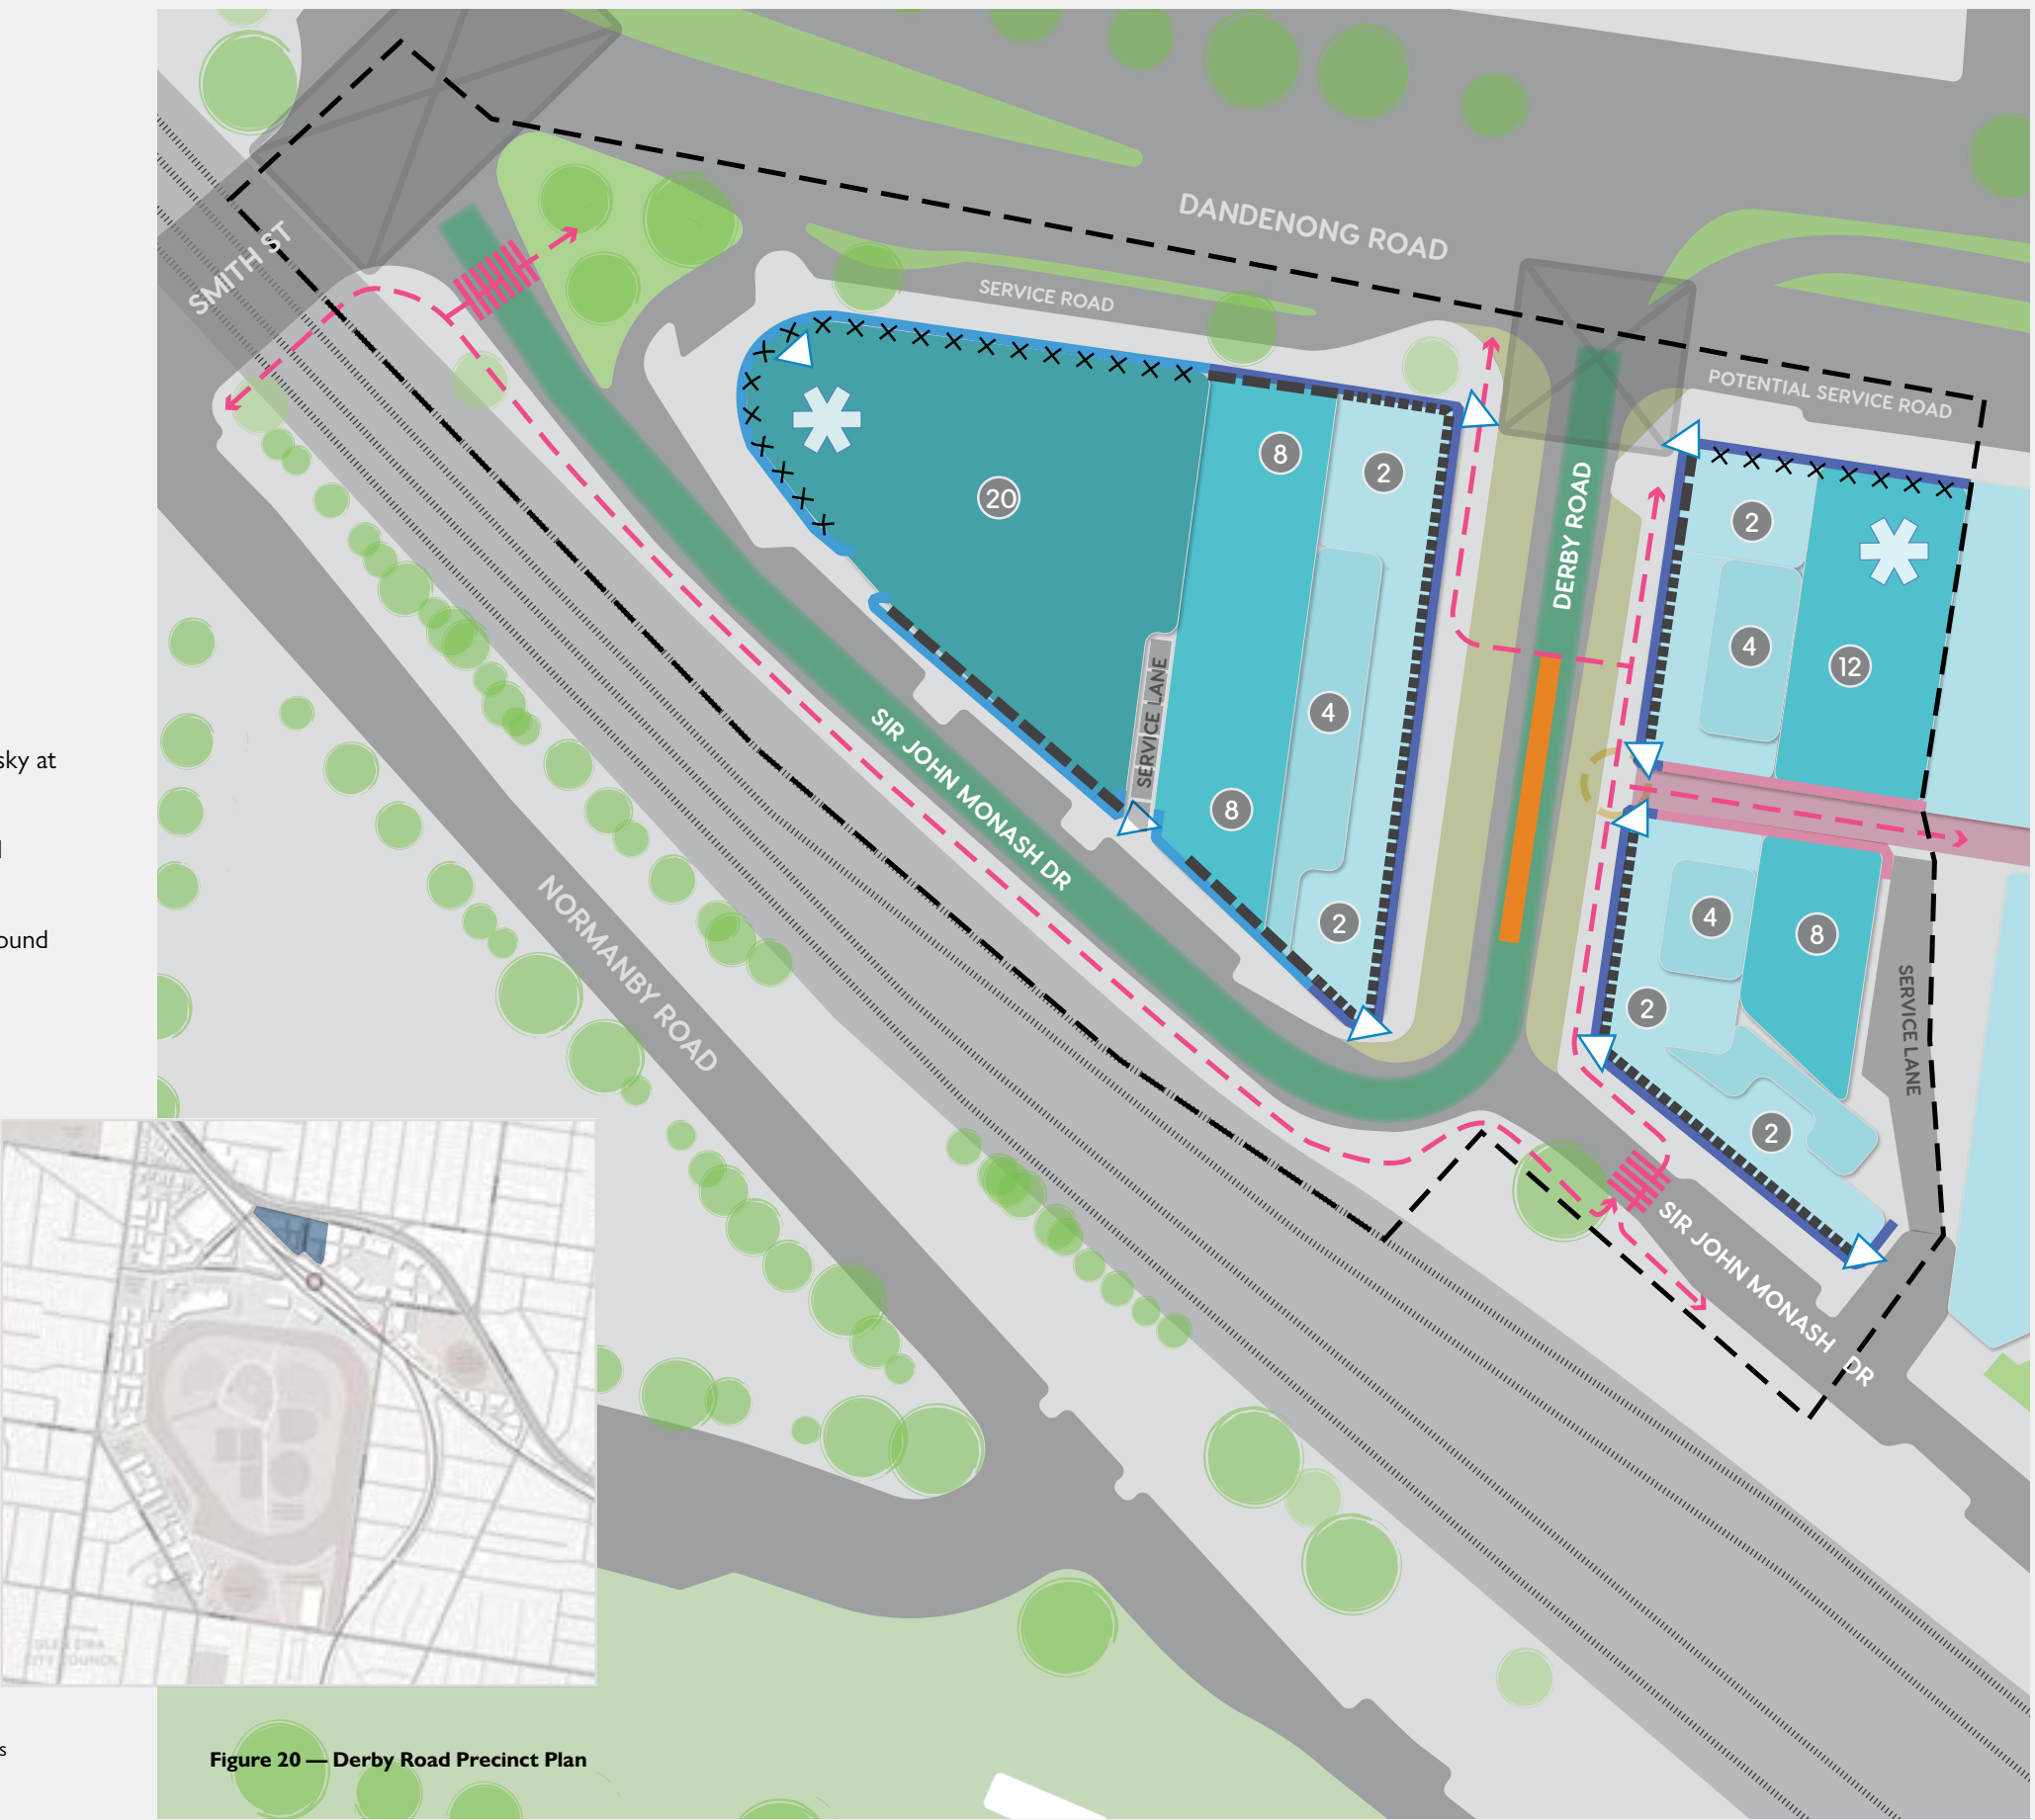 SMITH ST
DANDENONG ROAD
SERVICE ROAD
POTENTIAL SERVICE ROAD
20
8
2
2
DERBY ROAD
4
12
4
SERVICE LANE
8
SIR JOHN MONASH DR
2
4
8
2
SERVICE LANE
2
sky at
ound
NORMANBY ROAD
SIR JOHN MONASH DR
CITY COUNCIL
s
Figure 20 — Derby Road Precinct Plan